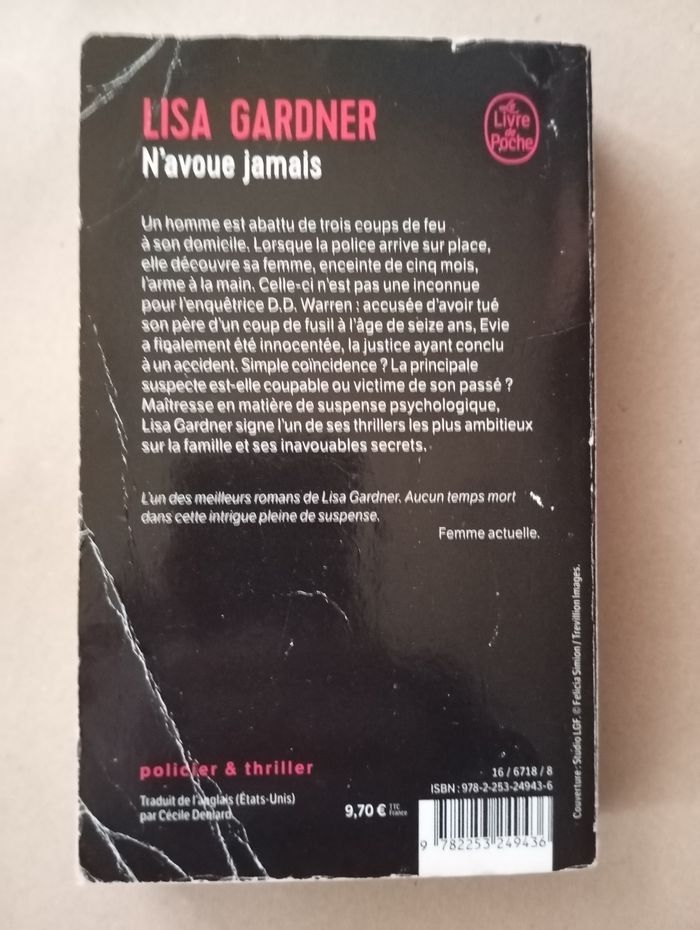 LISA GARDNER
N'avoue jamais
Le
Livre
de
Poche
Un homme est abattu de trois coups de feu
à son domicile. Lorsque la police arrive sur place,
elle découvre sa femme, enceinte de cinq mois,
l'arme à la main. Celle-ci n'est pas une inconnue
pour l'enquêtrice D.D. Warren : accusée d'avoir tué
son père d'un coup de fusil à l'âge de seize ans, Evie
a finalement été innocentée, la justice ayant conclu
à un accident. Simple coïncidence ? La principale
suspecte est-elle coupable ou victime de son passé ?
Maîtresse en matière de suspense psychologique,
Lisa Gardner signe l'un de ses thrillers les plus ambitieux
sur la famille et ses inavouables secrets.
L'un des meilleurs romans de Lisa Gardner. Aucun temps mort
dans cette intrigue pleine de suspense.
Femme actuelle.
policier & thriller
Traduit de l'anglais (États-Unis)
par Cécile Deniard
9,70 € TTC
France
16 / 6718 / 8
ISBN : 978-2-253-24943-6
9 782253 249436
Couverture : Studio LGF. © Felicia Simion / Trevillion Images.